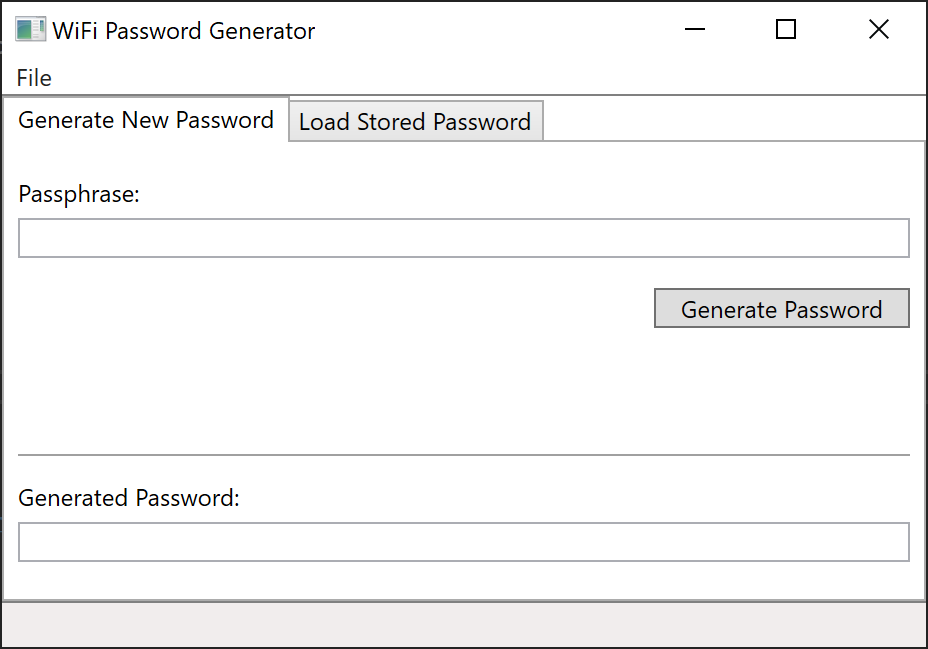 WiFi Password Generator
File
Generate New Password
Load Stored Password
Passphrase:
Generate Password
Generated Password: